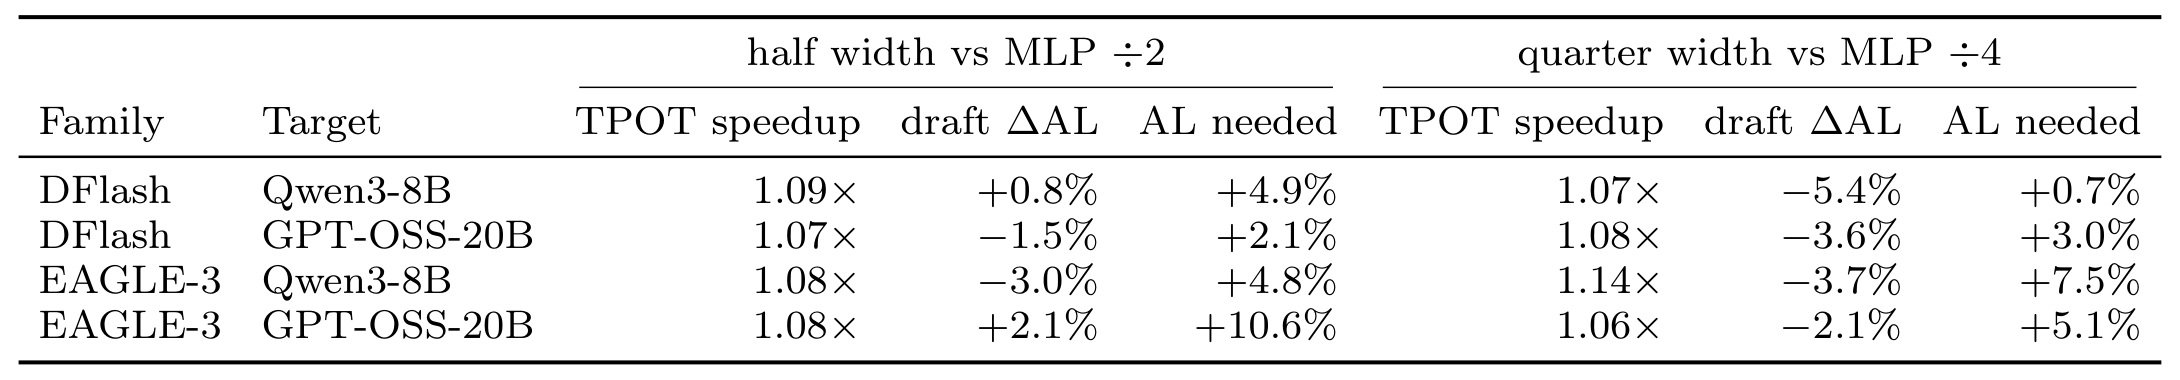 half width vs MLP ÷2 quarter width vs MLP ÷4
Family Target TPOT speedup draft ΔAL AL needed TPOT speedup draft ΔAL AL needed
DFlash Qwen3-8B 1.09× +0.8% +4.9% 1.07× −5.4% +0.7%
DFlash GPT-OSS-20B 1.07× −1.5% +2.1% 1.08× −3.6% +3.0%
EAGLE-3 Qwen3-8B 1.08× −3.0% +4.8% 1.14× −3.7% +7.5%
EAGLE-3 GPT-OSS-20B 1.08× +2.1% +10.6% 1.06× −2.1% +5.1%